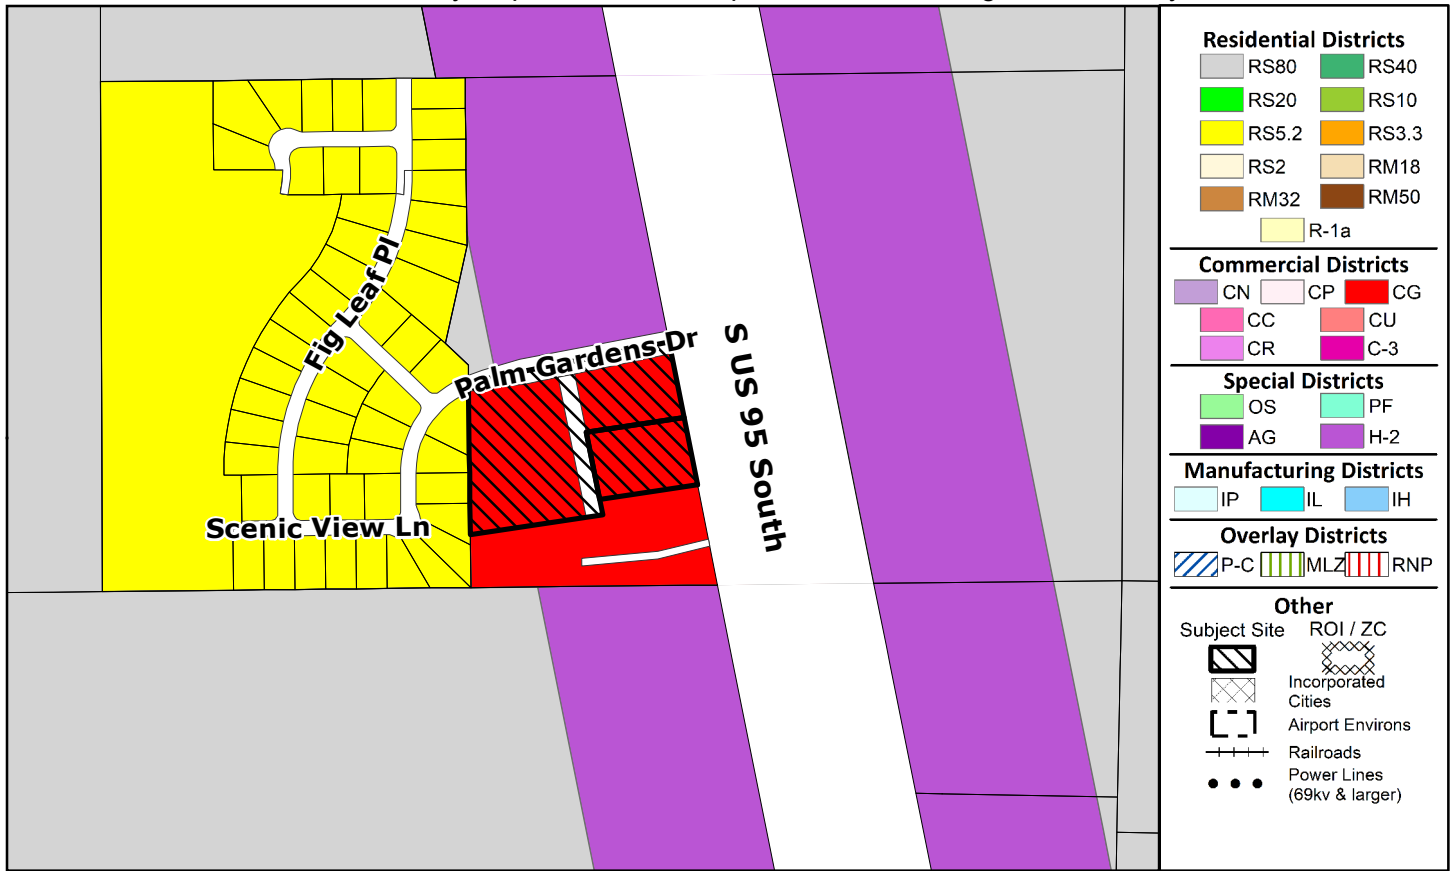 Fig Leaf Pl
Palm Gardens Dr
S US 95 South
Scenic View Ln
Residential Districts
RS80 RS40
RS20 RS10
RS5.2 RS3.3
RS2 RM18
RM32 RM50
R-1a
Commercial Districts
CN CP CG
CC CU
CR C-3
Special Districts
OS PF
AG H-2
Manufacturing Districts
IP IL IH
Overlay Districts
P-C MLZ RNP
Other
Subject Site ROI / ZC
Incorporated
Cities
Airport Environs
Railroads
Power Lines
(69kv & larger)